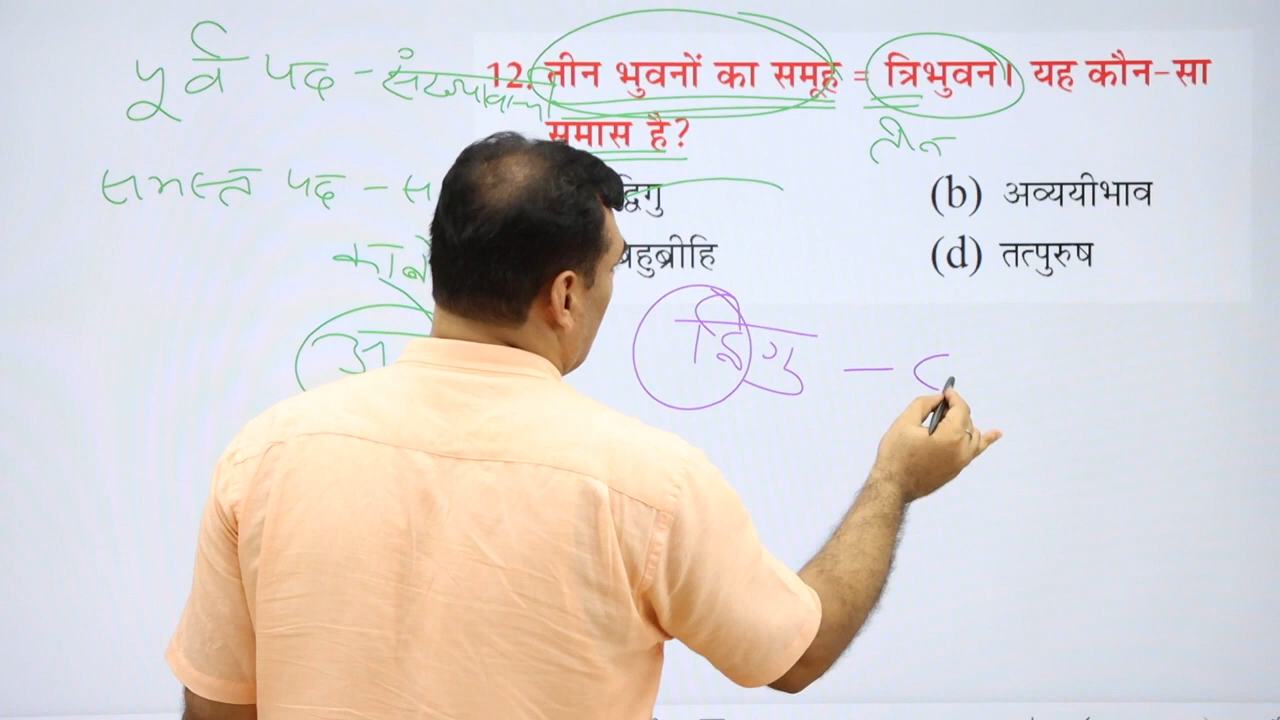 पूर्व पद - संख्यावाची
12. तीन भुवनों का समूह = त्रिभुवन। यह कौन-सा
समास है?
तीन
समस्त पद - स
द्विगु
(b) अव्ययीभाव
बहुब्रीहि
(d) तत्पुरुष
द्विगु -